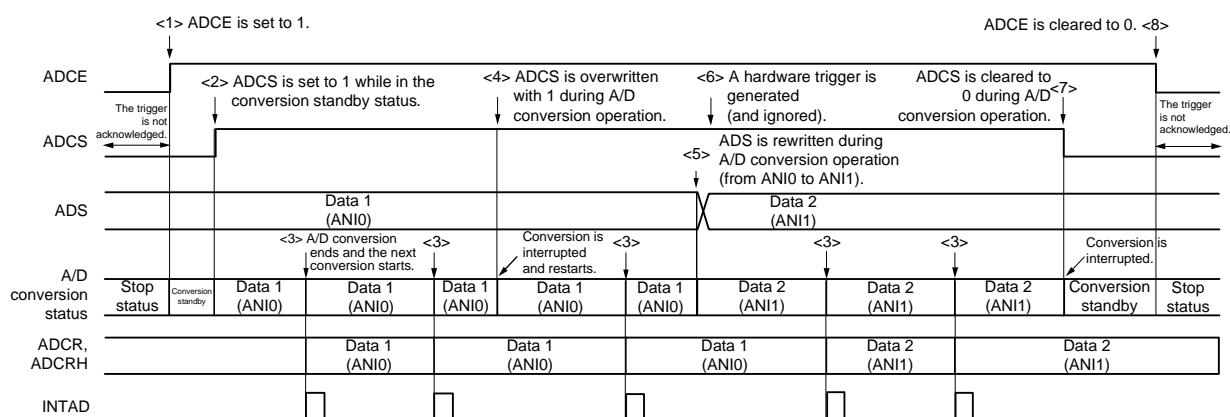 <1> ADCE is set to 1.
ADCE is cleared to 0. <8>
ADCE
<2> ADCS is set to 1 while in the
conversion standby status.
<4> ADCS is overwritten
with 1 during A/D
conversion operation.
<6> A hardware trigger is
generated
(and ignored).
ADCS is cleared to
0 during A/D
conversion operation.
<7>
The trigger
is not
acknowledged.
The trigger
is not
acknowledged.
ADCS
<5> ADS is rewritten during
A/D conversion operation
(from ANI0 to ANI1).
ADS
Data 1
(ANI0)
Data 2
(ANI1)
<3> A/D conversion
ends and the next
conversion starts.
<3>
Conversion is
interrupted
and restarts.
<3>
<3>
<3>
Conversion is
interrupted.
A/D
conversion
status
Stop
status
Conversion
standby
Data 1
(ANI0)
Data 1
(ANI0)
Data 1
(ANI0)
Data 1
(ANI0)
Data 1
(ANI0)
Data 2
(ANI1)
Data 2
(ANI1)
Data 2
(ANI1)
Conversion
standby
Stop
status
ADCR,
ADCRH
Data 1
(ANI0)
Data 1
(ANI0)
Data 1
(ANI0)
Data 2
(ANI1)
Data 2
(ANI1)
INTAD